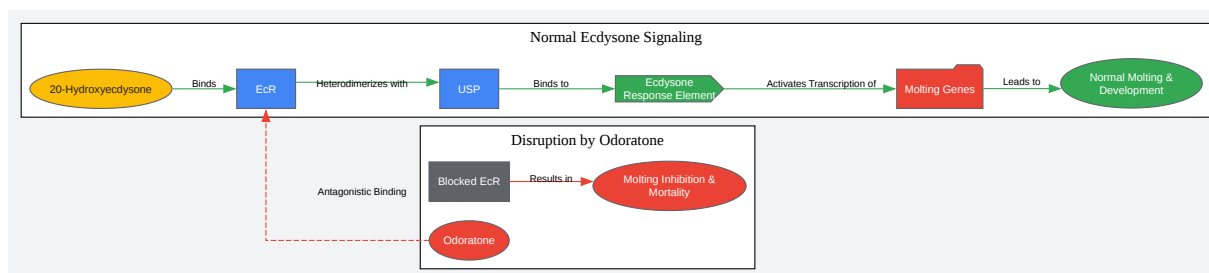 Normal Ecdysone Signaling
20-Hydroxyecdysone
Binds
EcR
Heterodimerizes with
USP
Binds to
Ecdysone
Response Element
Activates Transcription of
Molting Genes
Leads to
Normal Molting &
Development
Disruption by Odoratone
Blocked EcR
Results in
Molting Inhibition &
Mortality
Antagonistic Binding
Odoratone